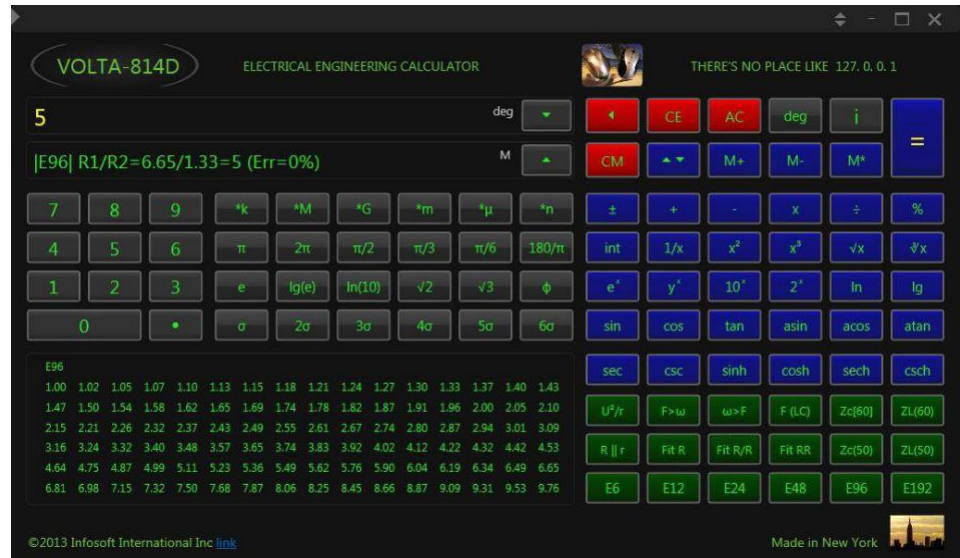 VOLTA-814D ELECTRICAL ENGINEERING CALCULATOR THERE'S NO PLACE LIKE 127. 0. 0. 1
5 deg
CE AC deg i =
|E96| R1/R2=6.65/1.33=5 (Err=0%) M
CM M+ M- M*
7 8 9 *k *M *G *m *μ *n ± + - x ÷ %
4 5 6 π 2π π/2 π/3 π/6 180/π int 1/x x² x³ √x ∛x
1 2 3 e lg(e) ln(10) √2 √3 ϕ eˣ yˣ 10ˣ 2ˣ ln lg
0 • σ 2σ 3σ 4σ 5σ 6σ sin cos tan asin acos atan
sec csc sinh cosh sech csch
E96
1.00 1.02 1.05 1.07 1.10 1.13 1.15 1.18 1.21 1.24 1.27 1.30 1.33 1.37 1.40 1.43
1.47 1.50 1.54 1.58 1.62 1.65 1.69 1.74 1.78 1.82 1.87 1.91 1.96 2.00 2.05 2.10
2.15 2.21 2.26 2.32 2.37 2.43 2.49 2.55 2.61 2.67 2.74 2.80 2.87 2.94 3.01 3.09
3.16 3.24 3.32 3.40 3.48 3.57 3.65 3.74 3.83 3.92 4.02 4.12 4.22 4.32 4.42 4.53
4.64 4.75 4.87 4.99 5.11 5.23 5.36 5.49 5.62 5.76 5.90 6.04 6.19 6.34 6.49 6.65
6.81 6.98 7.15 7.32 7.50 7.68 7.87 8.06 8.25 8.45 8.66 8.87 9.09 9.31 9.53 9.76
U²/r F>ω ω>F F (LC) Zc[60] ZL(60)
R || r Fit R Fit R/R Fit RR Zc(50) ZL(50)
E6 E12 E24 E48 E96 E192
©2013 Infosoft International Inc link Made in New York